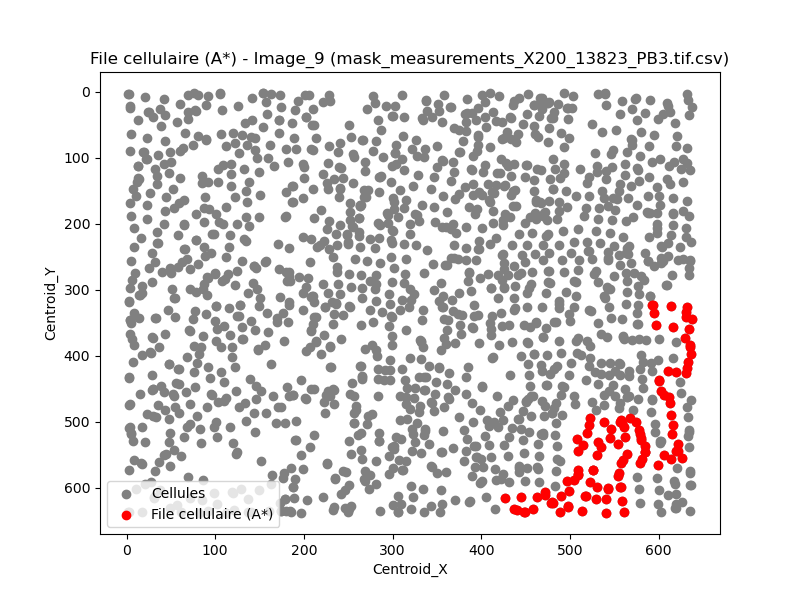 File cellulaire (A*) - Image_9 (mask_measurements_X200_13823_PB3.tif.csv)
0
100
200
300
400
500
600
Centroid_Y
Cellules
File cellulaire (A*)
0 100 200 300 400 500 600
Centroid_X